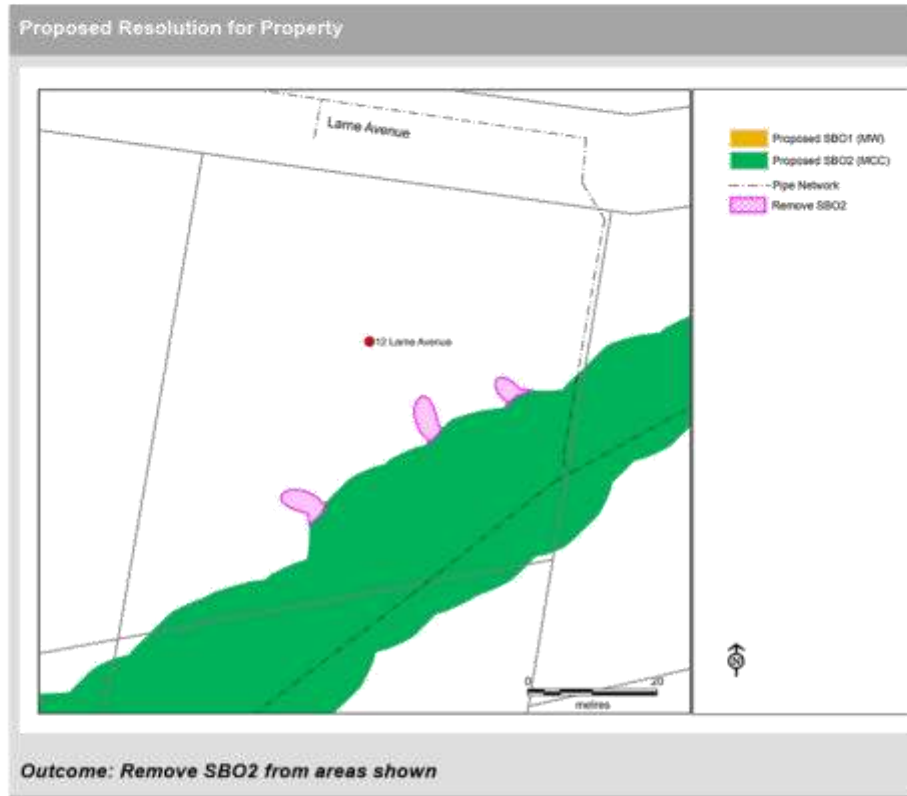 Proposed Resolution for Property
Larne Avenue
Proposed SBO1 (MW)
Proposed SBO2 (MCC)
Pipe Network
Remove SBO2
12 Larne Avenue
N
0 20
metres
Outcome: Remove SBO2 from areas shown